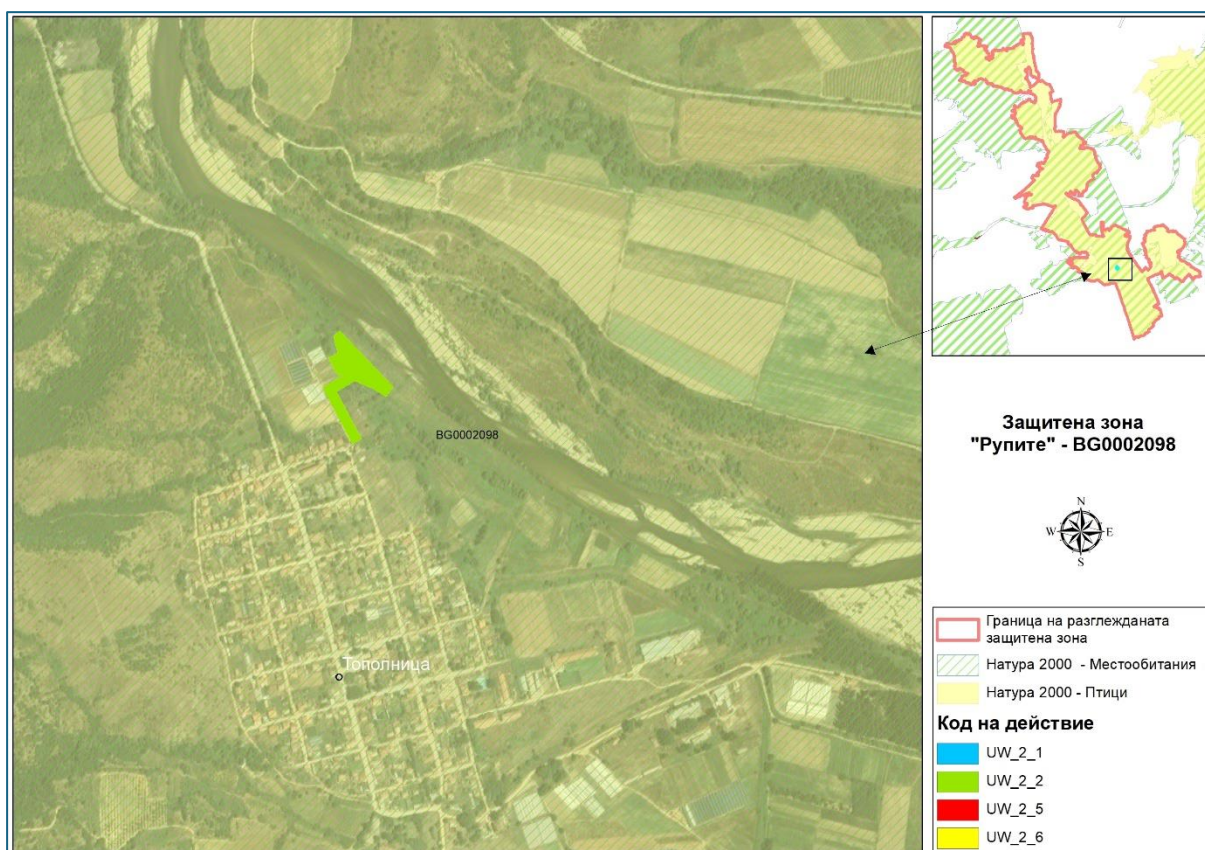 BG0002098
Тополница
Защитена зона
"Рупите" - BG0002098
N
W E
S
Граница на разглежданата
защитена зона
Натура 2000 - Местообитания
Натура 2000 - Птици
Код на действие
UW_2_1
UW_2_2
UW_2_5
UW_2_6